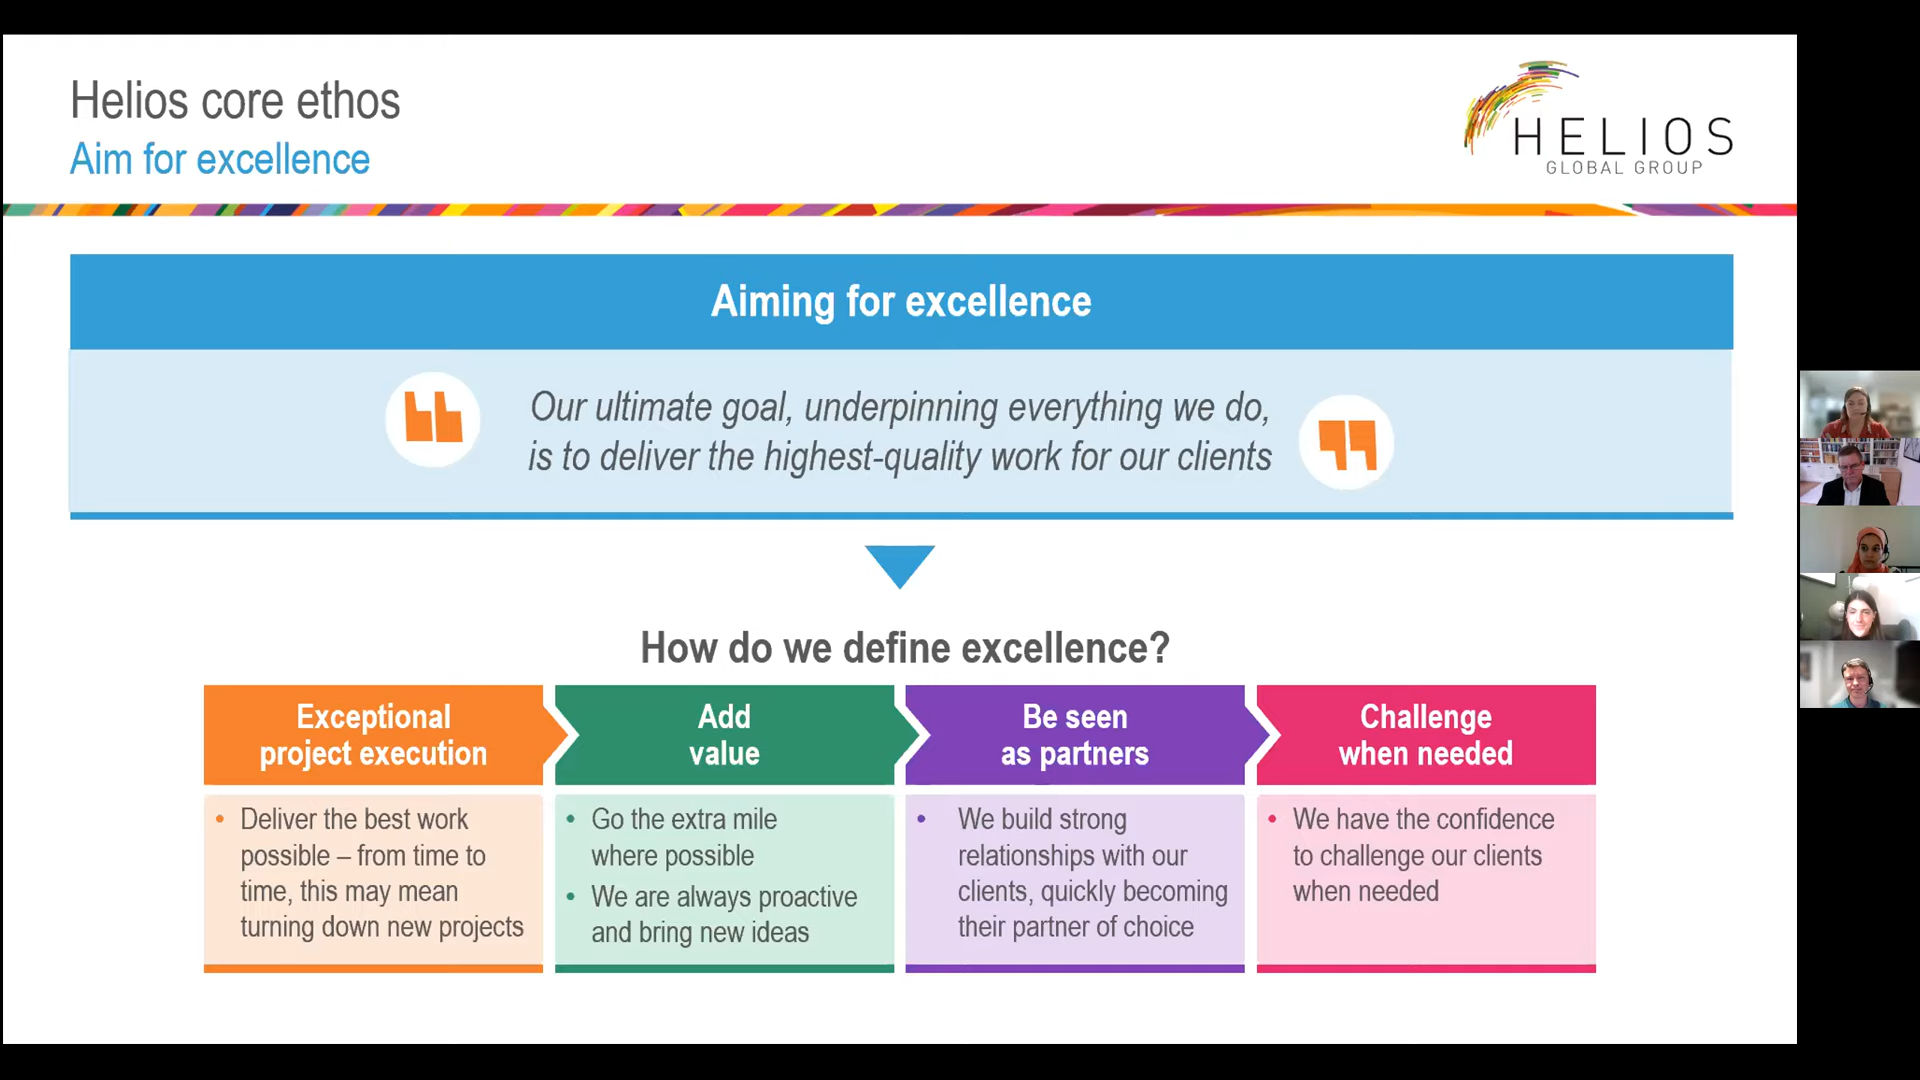 Helios core ethos
Aim for excellence
HELIOS
GLOBAL GROUP
Aiming for excellence
Our ultimate goal, underpinning everything we do,
is to deliver the highest-quality work for our clients
How do we define excellence?
Exceptional
project execution
• Deliver the best work
possible – from time to
time, this may mean
turning down new projects
Add
value
• Go the extra mile
where possible
• We are always proactive
and bring new ideas
Be seen
as partners
• We build strong
relationships with our
clients, quickly becoming
their partner of choice
Challenge
when needed
• We have the confidence
to challenge our clients
when needed